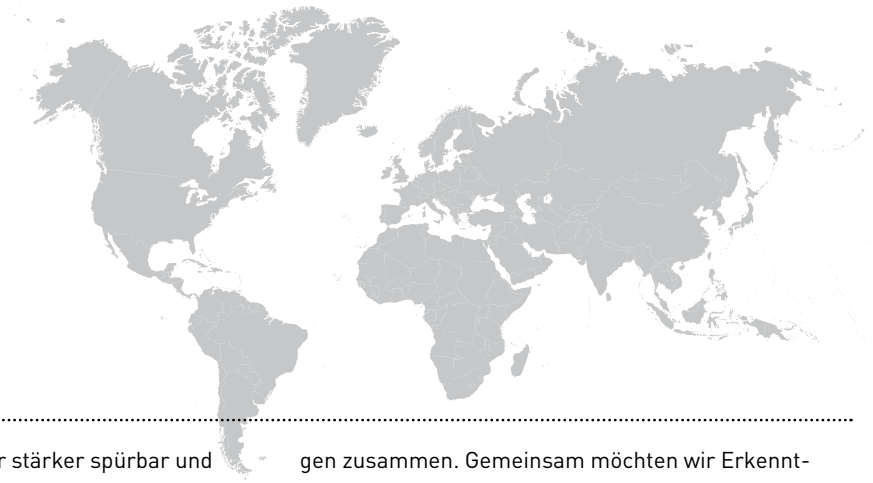 r stärker spürbar und
gen zusammen. Gemeinsam möchten wir Erkennt-